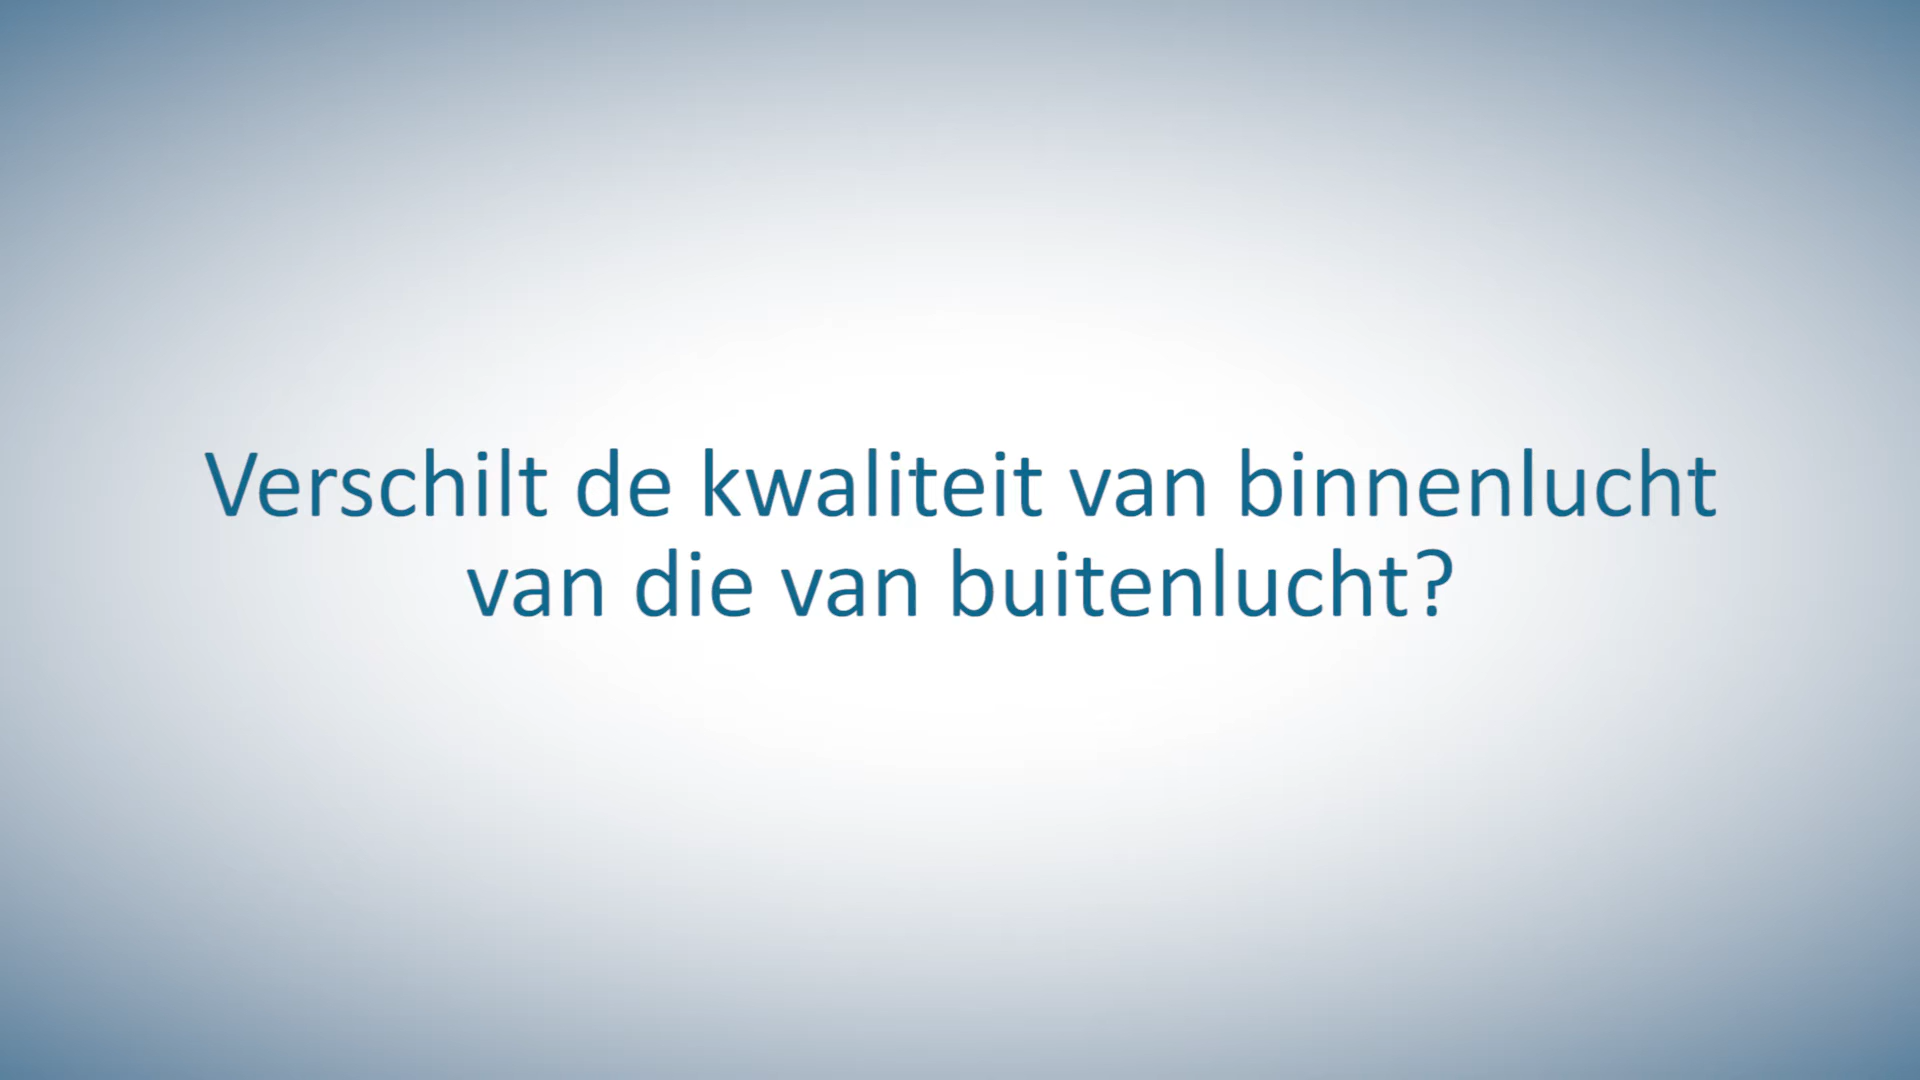 Verschilt de kwaliteit van binnenlucht
van die van buitenlucht?